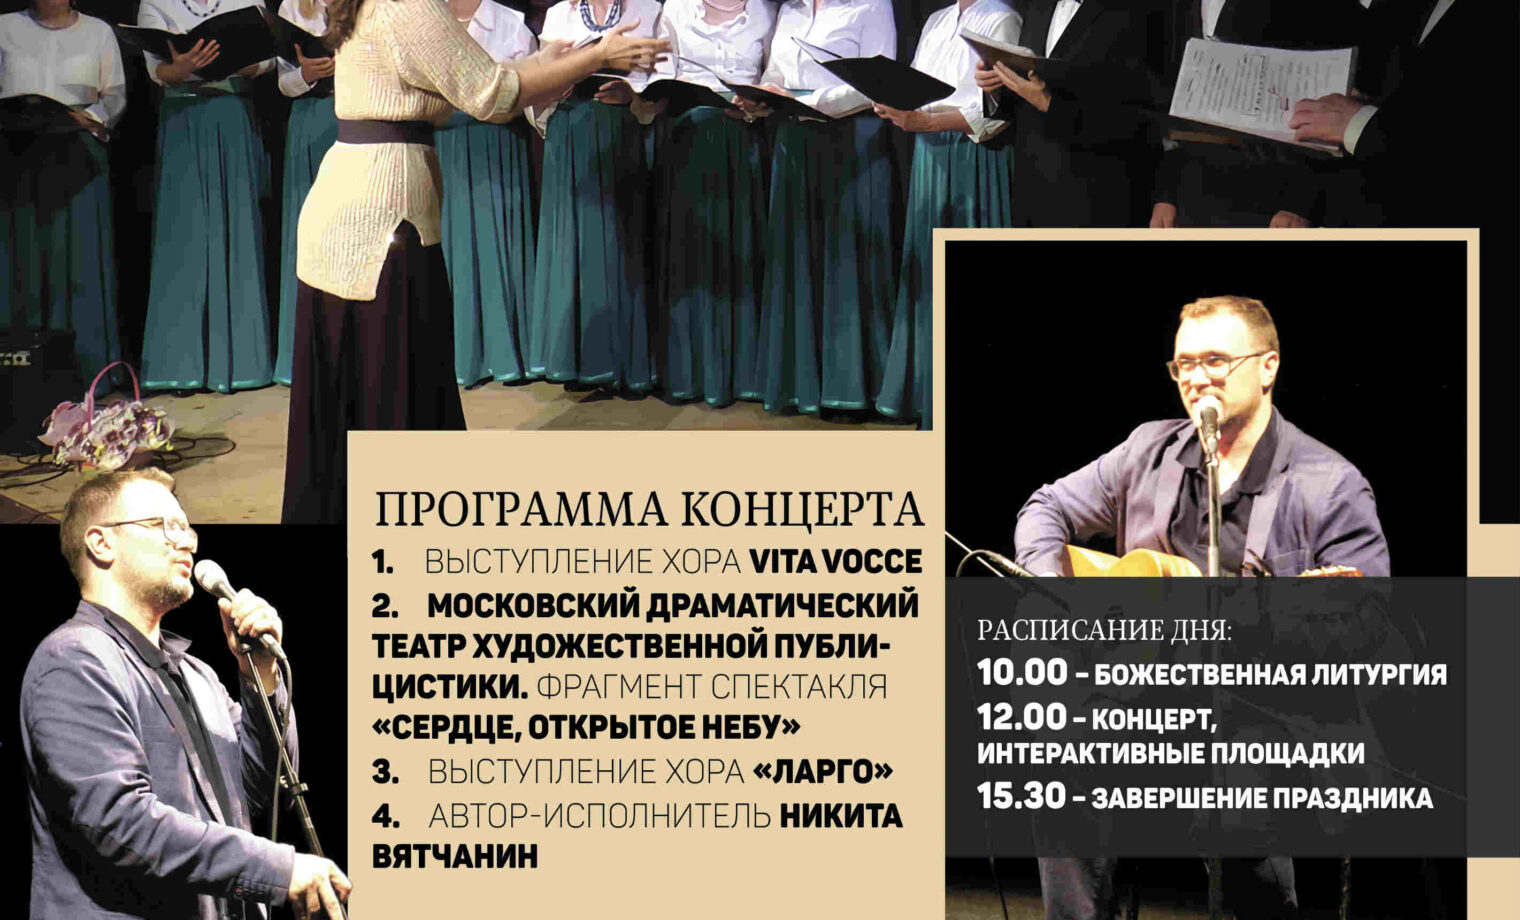 ПРОГРАММА КОНЦЕРТА
1. ВЫСТУПЛЕНИЕ ХОРА VITA VOCCE
2. МОСКОВСКИЙ ДРАМАТИЧЕСКИЙ
ТЕАТР ХУДОЖЕСТВЕННОЙ ПУБЛИ-
ЦИСТИКИ. ФРАГМЕНТ СПЕКТАКЛЯ
«СЕРДЦЕ, ОТКРЫТОЕ НЕБУ»
3. ВЫСТУПЛЕНИЕ ХОРА «ЛАРГО»
4. АВТОР-ИСПОЛНИТЕЛЬ НИКИТА
ВЯТЧАНИН
РАСПИСАНИЕ ДНЯ:
10.00 – БОЖЕСТВЕННАЯ ЛИТУРГИЯ
12.00 – КОНЦЕРТ,
ИНТЕРАКТИВНЫЕ ПЛОЩАДКИ
15.30 – ЗАВЕРШЕНИЕ ПРАЗДНИКА